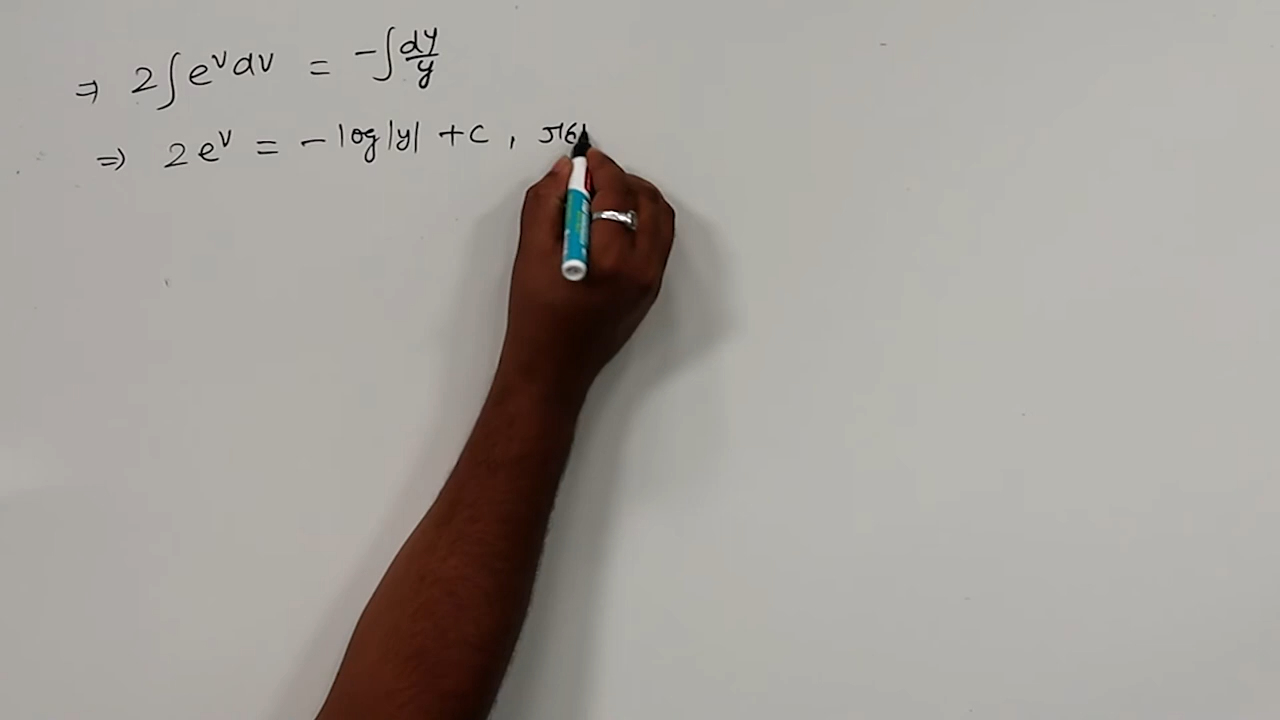 ⇒ 2∫e^v dv = -∫dy/y
⇒ 2e^v = -log|y| + c ,